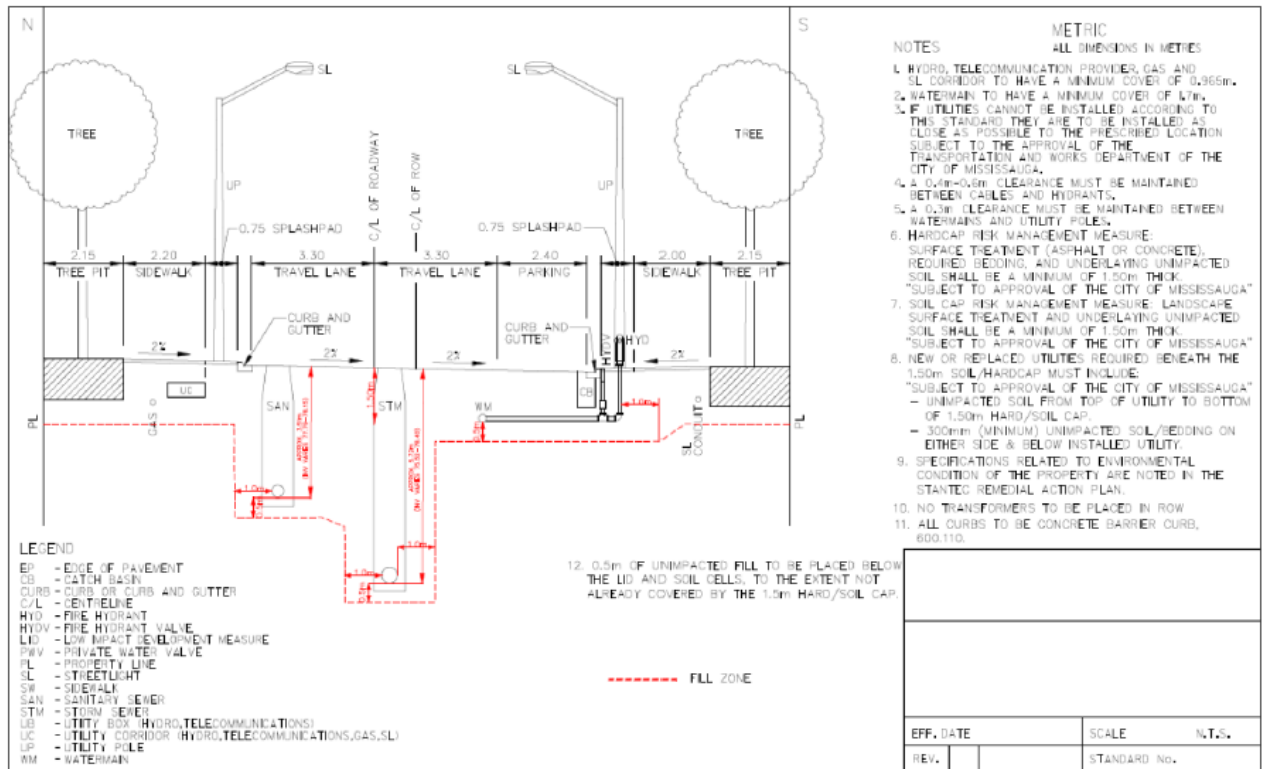 N
S
SL
SL
TREE
TREE
UP
UP
C/L OF ROADWAY
C/L OF ROW
0.75 SPLASHPAD
0.75 SPLASHPAD
2.15
2.20
3.30
3.30
2.40
2.00
2.15
TREE PIT
SIDEWALK
TRAVEL LANE
TRAVEL LANE
PARKING
SIDEWALK
TREE PIT
CURB AND
GUTTER
CURB AND
GUTTER
HYDV
HYD
2%
2%
2%
2%
UC
GAS
SAN
STM
1.50m
WM
CB
0.5m
1.0m
SL
CONDUIT
PL
PL
1.0m
0.5m
1.0m
1.0m
0.5m
METRIC
ALL DIMENSIONS IN METRES
NOTES
1. HYDRO, TELECOMMUNICATION PROVIDER, GAS AND
SL CORRIDOR TO HAVE A MINIMUM COVER OF 0.965m.
2. WATERMAIN TO HAVE A MINIMUM COVER OF 1.7m.
3. IF UTILITIES CANNOT BE INSTALLED ACCORDING TO
THIS STANDARD THEY ARE TO BE INSTALLED AS
CLOSE AS POSSIBLE TO THE PRESCRIBED LOCATION
SUBJECT TO THE APPROVAL OF THE
TRANSPORTATION AND WORKS DEPARTMENT OF THE
CITY OF MISSISSAUGA.
4. A 0.4m-0.6m CLEARANCE MUST BE MAINTAINED
BETWEEN CABLES AND HYDRANTS.
5. A 0.3m CLEARANCE MUST BE MAINTAINED BETWEEN
WATERMAINS AND UTILITY POLES.
6. HARDCAP RISK MANAGEMENT MEASURE:
SURFACE TREATMENT (ASPHALT OR CONCRETE),
REQUIRED BEDDING, AND UNDERLAYING UNIMPACTED
SOIL SHALL BE A MINIMUM OF 1.50m THICK.
"SUBJECT TO APPROVAL OF THE CITY OF MISSISSAUGA"
7. SOIL CAP RISK MANAGEMENT MEASURE: LANDSCAPE
SURFACE TREATMENT AND UNDERLAYING UNIMPACTED
SOIL SHALL BE A MINIMUM OF 1.50m THICK.
"SUBJECT TO APPROVAL OF THE CITY OF MISSISSAUGA"
8. NEW OR REPLACED UTILITIES REQUIRED BENEATH THE
1.50m SOIL/HARDCAP MUST INCLUDE:
"SUBJECT TO APPROVAL OF THE CITY OF MISSISSAUGA"
- UNIMPACTED SOIL FROM TOP OF UTILITY TO BOTTOM
OF 1.50m HARD/SOIL CAP.
- 300mm (MINIMUM) UNIMPACTED SOIL/BEDDING ON
EITHER SIDE & BELOW INSTALLED UTILITY.
9. SPECIFICATIONS RELATED TO ENVIRONMENTAL
CONDITION OF THE PROPERTY ARE NOTED IN THE
STANTEC REMEDIAL ACTION PLAN.
10. NO TRANSFORMERS TO BE PLACED IN ROW
11. ALL CURBS TO BE CONCRETE BARRIER CURB,
600.110.
12. 0.5m OF UNIMPACTED FILL TO BE PLACED BELOW
THE LID AND SOIL CELLS, TO THE EXTENT NOT
ALREADY COVERED BY THE 1.5m HARD/SOIL CAP.
FILL ZONE
LEGEND
EP - EDGE OF PAVEMENT
CB - CATCH BASIN
CURB - CURB OR CURB AND GUTTER
C/L - CENTRELINE
HYD - FIRE HYDRANT
HYDV - FIRE HYDRANT VALVE
LID - LOW IMPACT DEVELOPMENT MEASURE
PWV - PRIVATE WATER VALVE
PL - PROPERTY LINE
SL - STREETLIGHT
SW - SIDEWALK
SAN - SANITARY SEWER
STM - STORM SEWER
UB - UTIITY BOX (HYDRO,TELECOMMUNICATIONS)
UC - UTILITY CORRIDOR (HYDRO,TELECOMMUNICATIONS,GAS,SL)
UP - UTILITY POLE
WM - WATERMAIN
EFF. DATE
SCALE N.T.S.
REV.
STANDARD No.